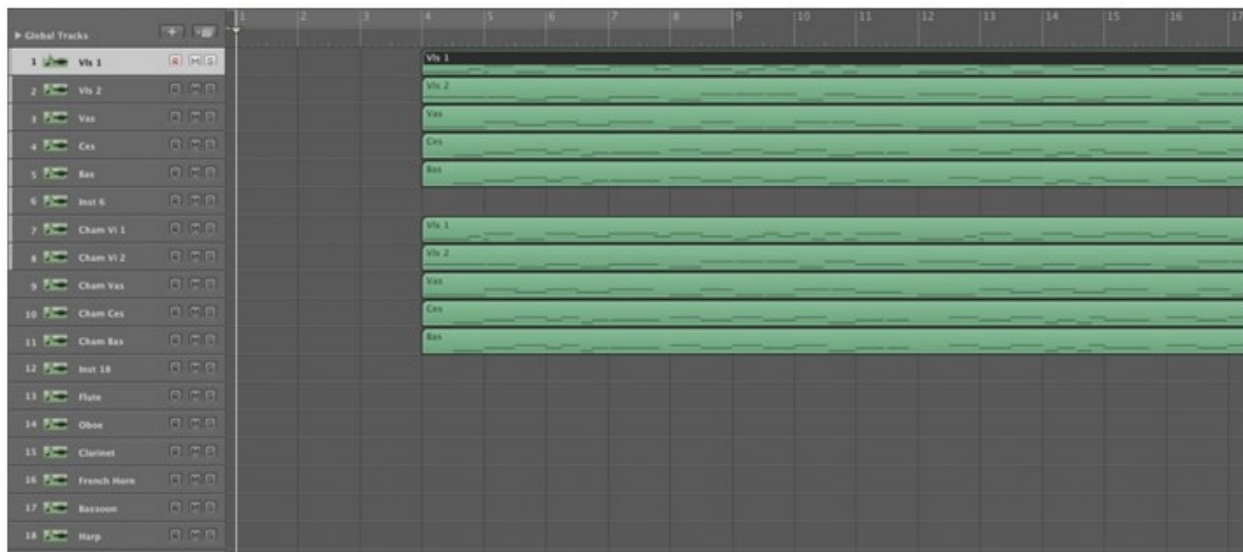 1 2 3 4 5 6 7 8 9 10 11 12 13 14 15 16 17
Global Tracks
1 Vls 1 R M S Vls 1
2 Vls 2 R M S Vls 2
3 Vas R M S Vas
4 Ces R M S Ces
5 Bas R M S Bas
6 Inst 6 R M S
7 Cham Vi 1 R M S Vls 1
8 Cham Vi 2 R M S Vls 2
9 Cham Vas R M S Vas
10 Cham Ces R M S Ces
11 Cham Bas R M S Bas
12 Inst 18 R M S
13 Flute R M S
14 Oboe R M S
15 Clarinet R M S
16 French Horn R M S
17 Bassoon R M S
18 Harp R M S